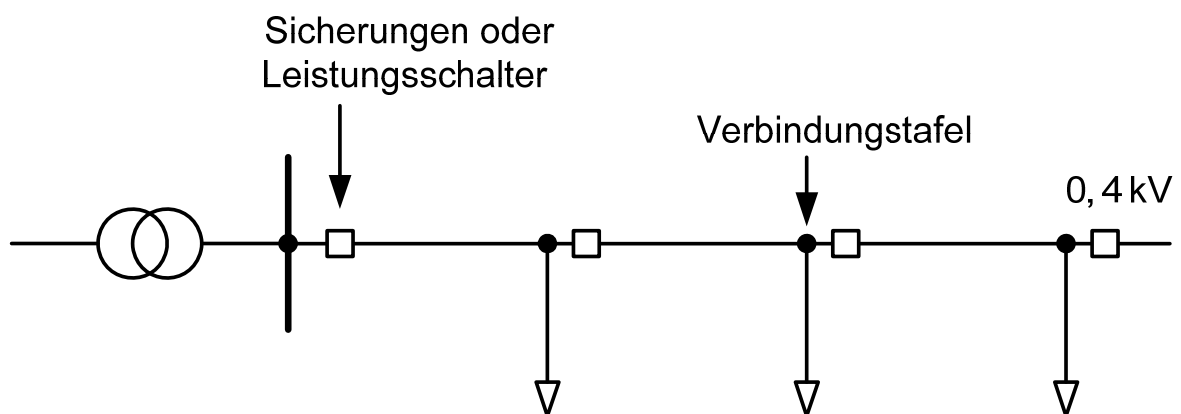 Sicherungen oder
Leistungsschalter
Verbindungstafel
0,4 kV